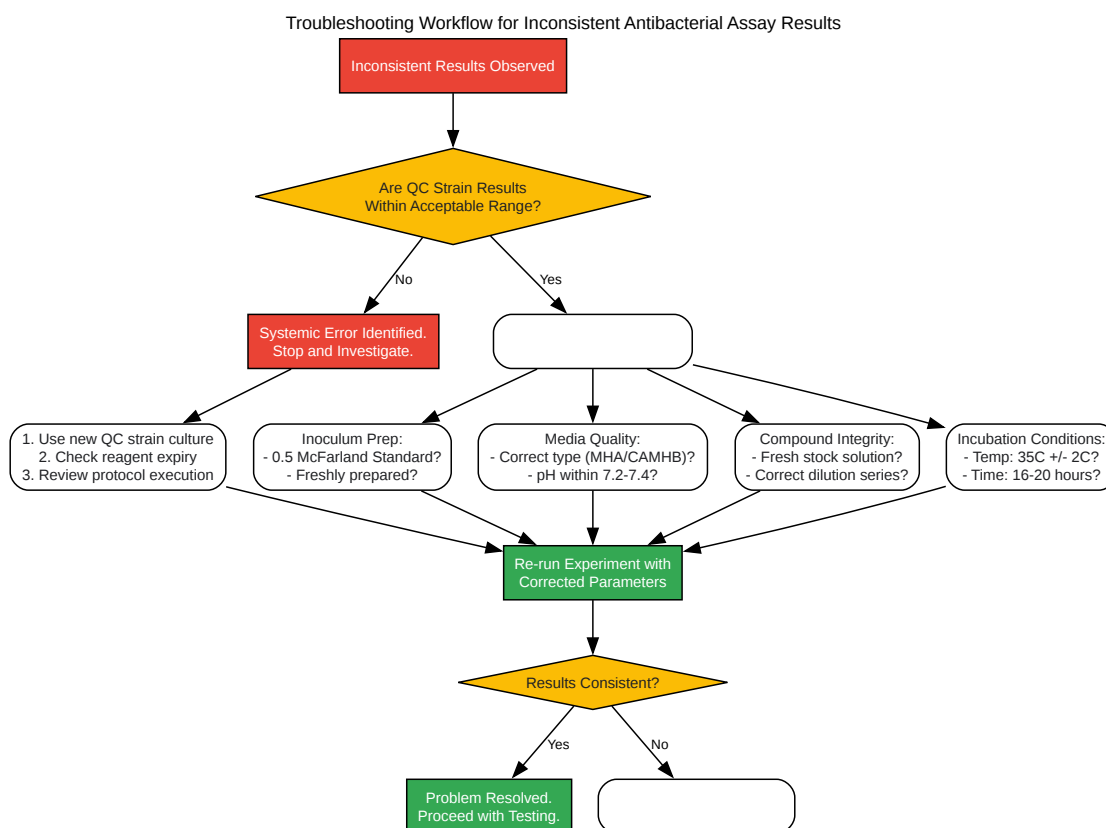 Troubleshooting Workflow for Inconsistent Antibacterial Assay Results
Inconsistent Results Observed
Are QC Strain Results
Within Acceptable Range?
No
Yes
Systemic Error Identified.
Stop and Investigate.
1. Use new QC strain culture
2. Check reagent expiry
3. Review protocol execution
Inoculum Prep:
- 0.5 McFarland Standard?
- Freshly prepared?
Media Quality:
- Correct type (MHA/CAMHB)?
- pH within 7.2-7.4?
Compound Integrity:
- Fresh stock solution?
- Correct dilution series?
Incubation Conditions:
- Temp: 35C +/- 2C?
- Time: 16-20 hours?
Re-run Experiment with
Corrected Parameters
Results Consistent?
Yes
No
Problem Resolved.
Proceed with Testing.